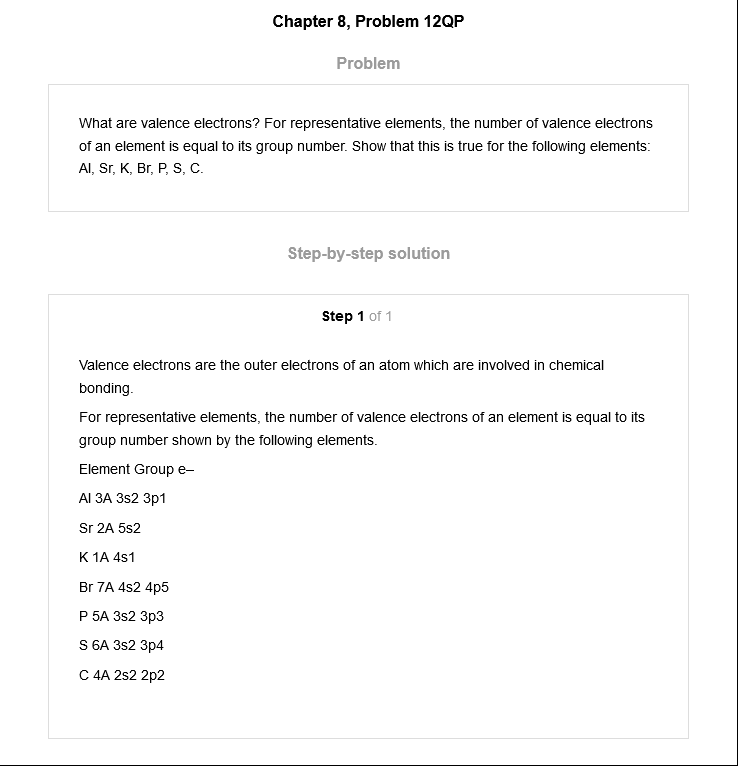 Chapter 8, Problem 12QP
Problem
What are valence electrons? For representative elements, the number of valence electrons
of an element is equal to its group number. Show that this is true for the following elements:
Al, Sr, K, Br, P, S, C.
Step-by-step solution
Step 1 of 1
Valence electrons are the outer electrons of an atom which are involved in chemical
bonding.
For representative elements, the number of valence electrons of an element is equal to its
group number shown by the following elements.
Element Group e–
Al 3A 3s2 3p1
Sr 2A 5s2
K 1A 4s1
Br 7A 4s2 4p5
P 5A 3s2 3p3
S 6A 3s2 3p4
C 4A 2s2 2p2